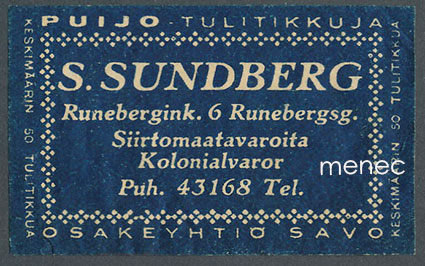 PUIJO-TULITIKKUJA
KESKIMÄÄRIN 50 TULITIKKUA
S. SUNDBERG
Runebergink. 6 Runebergsg.
Siirtomaatavaroita
Kolonialvaror
Puh. 43168 Tel.
menec
KESKIMÄÄRIN 50 TULITIKKUA
OSAKEYHTIÖ SAVO